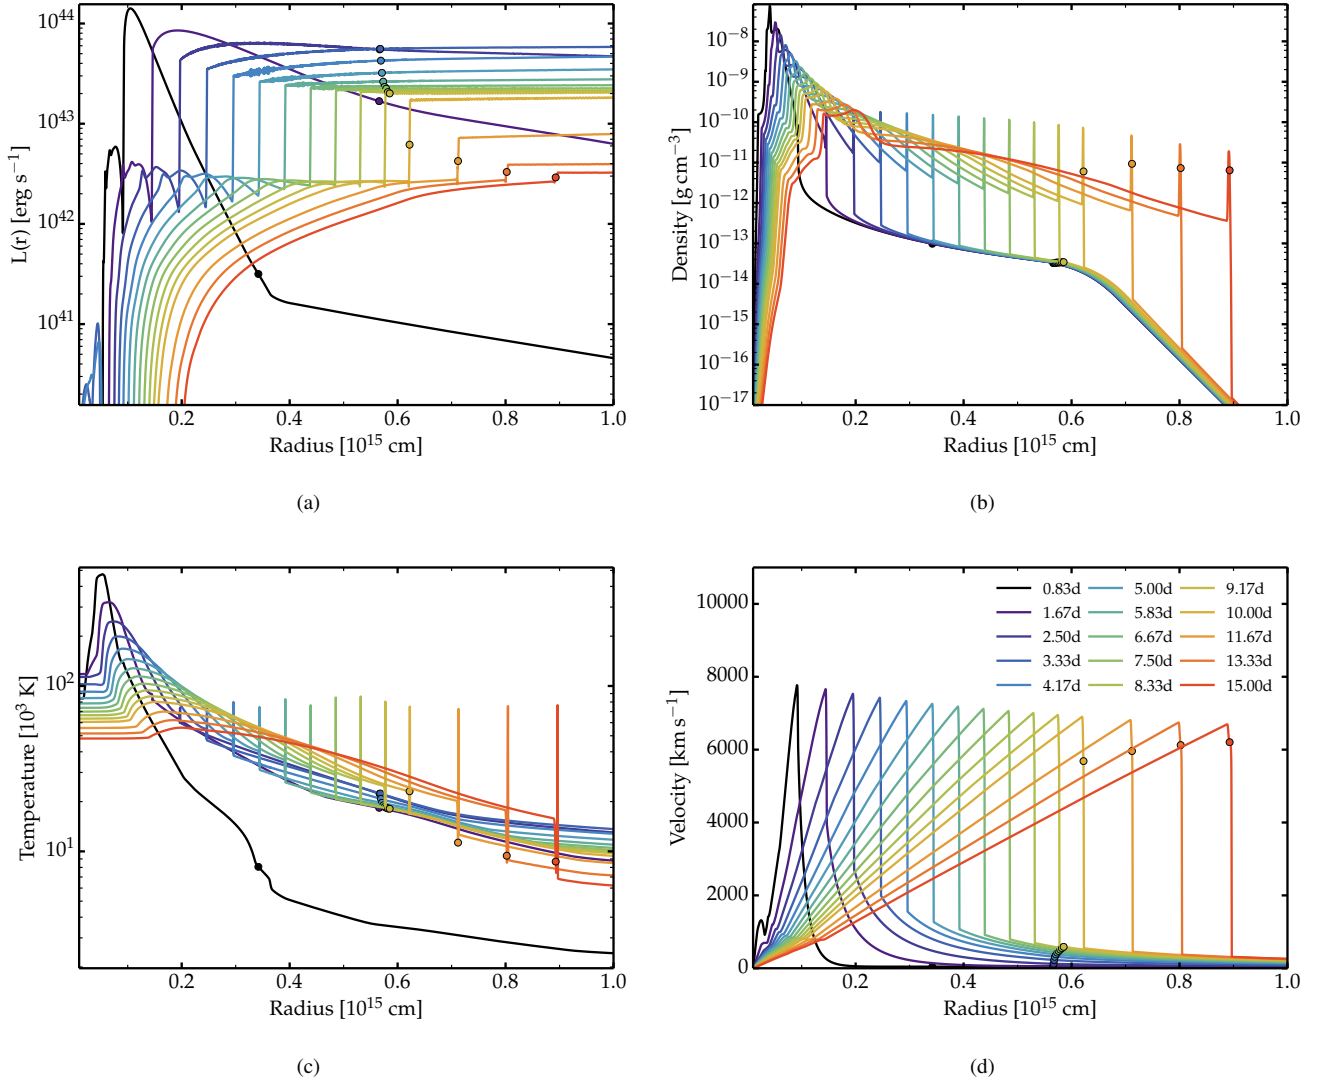 10^44
10^43
10^42
10^41
L(r) [erg s^−1]
0.2 0.4 0.6 0.8 1.0
Radius [10^15 cm]
(a)
10^−8
10^−9
10^−10
10^−11
10^−12
10^−13
10^−14
10^−15
10^−16
10^−17
Density [g cm^−3]
0.2 0.4 0.6 0.8 1.0
Radius [10^15 cm]
(b)
10^2
10^1
Temperature [10^3 K]
0.2 0.4 0.6 0.8 1.0
Radius [10^15 cm]
(c)
10000
8000
6000
4000
2000
0
Velocity [km s^−1]
0.83d 5.00d 9.17d
1.67d 5.83d 10.00d
2.50d 6.67d 11.67d
3.33d 7.50d 13.33d
4.17d 8.33d 15.00d
0.2 0.4 0.6 0.8 1.0
Radius [10^15 cm]
(d)